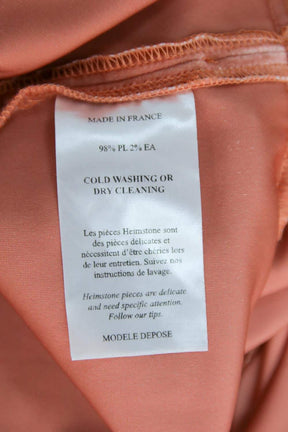 MADE IN FRANCE
98% PL 2% EA
COLD WASHING OR
DRY CLEANING
Les pièces Heimstone sont
des pièces délicates et
nécessitent d'être chéries lors
de leur entretien. Suivez nos
instructions de lavage.
Heimstone pieces are delicate
and need specific attention.
Follow our tips.
MODELE DEPOSE